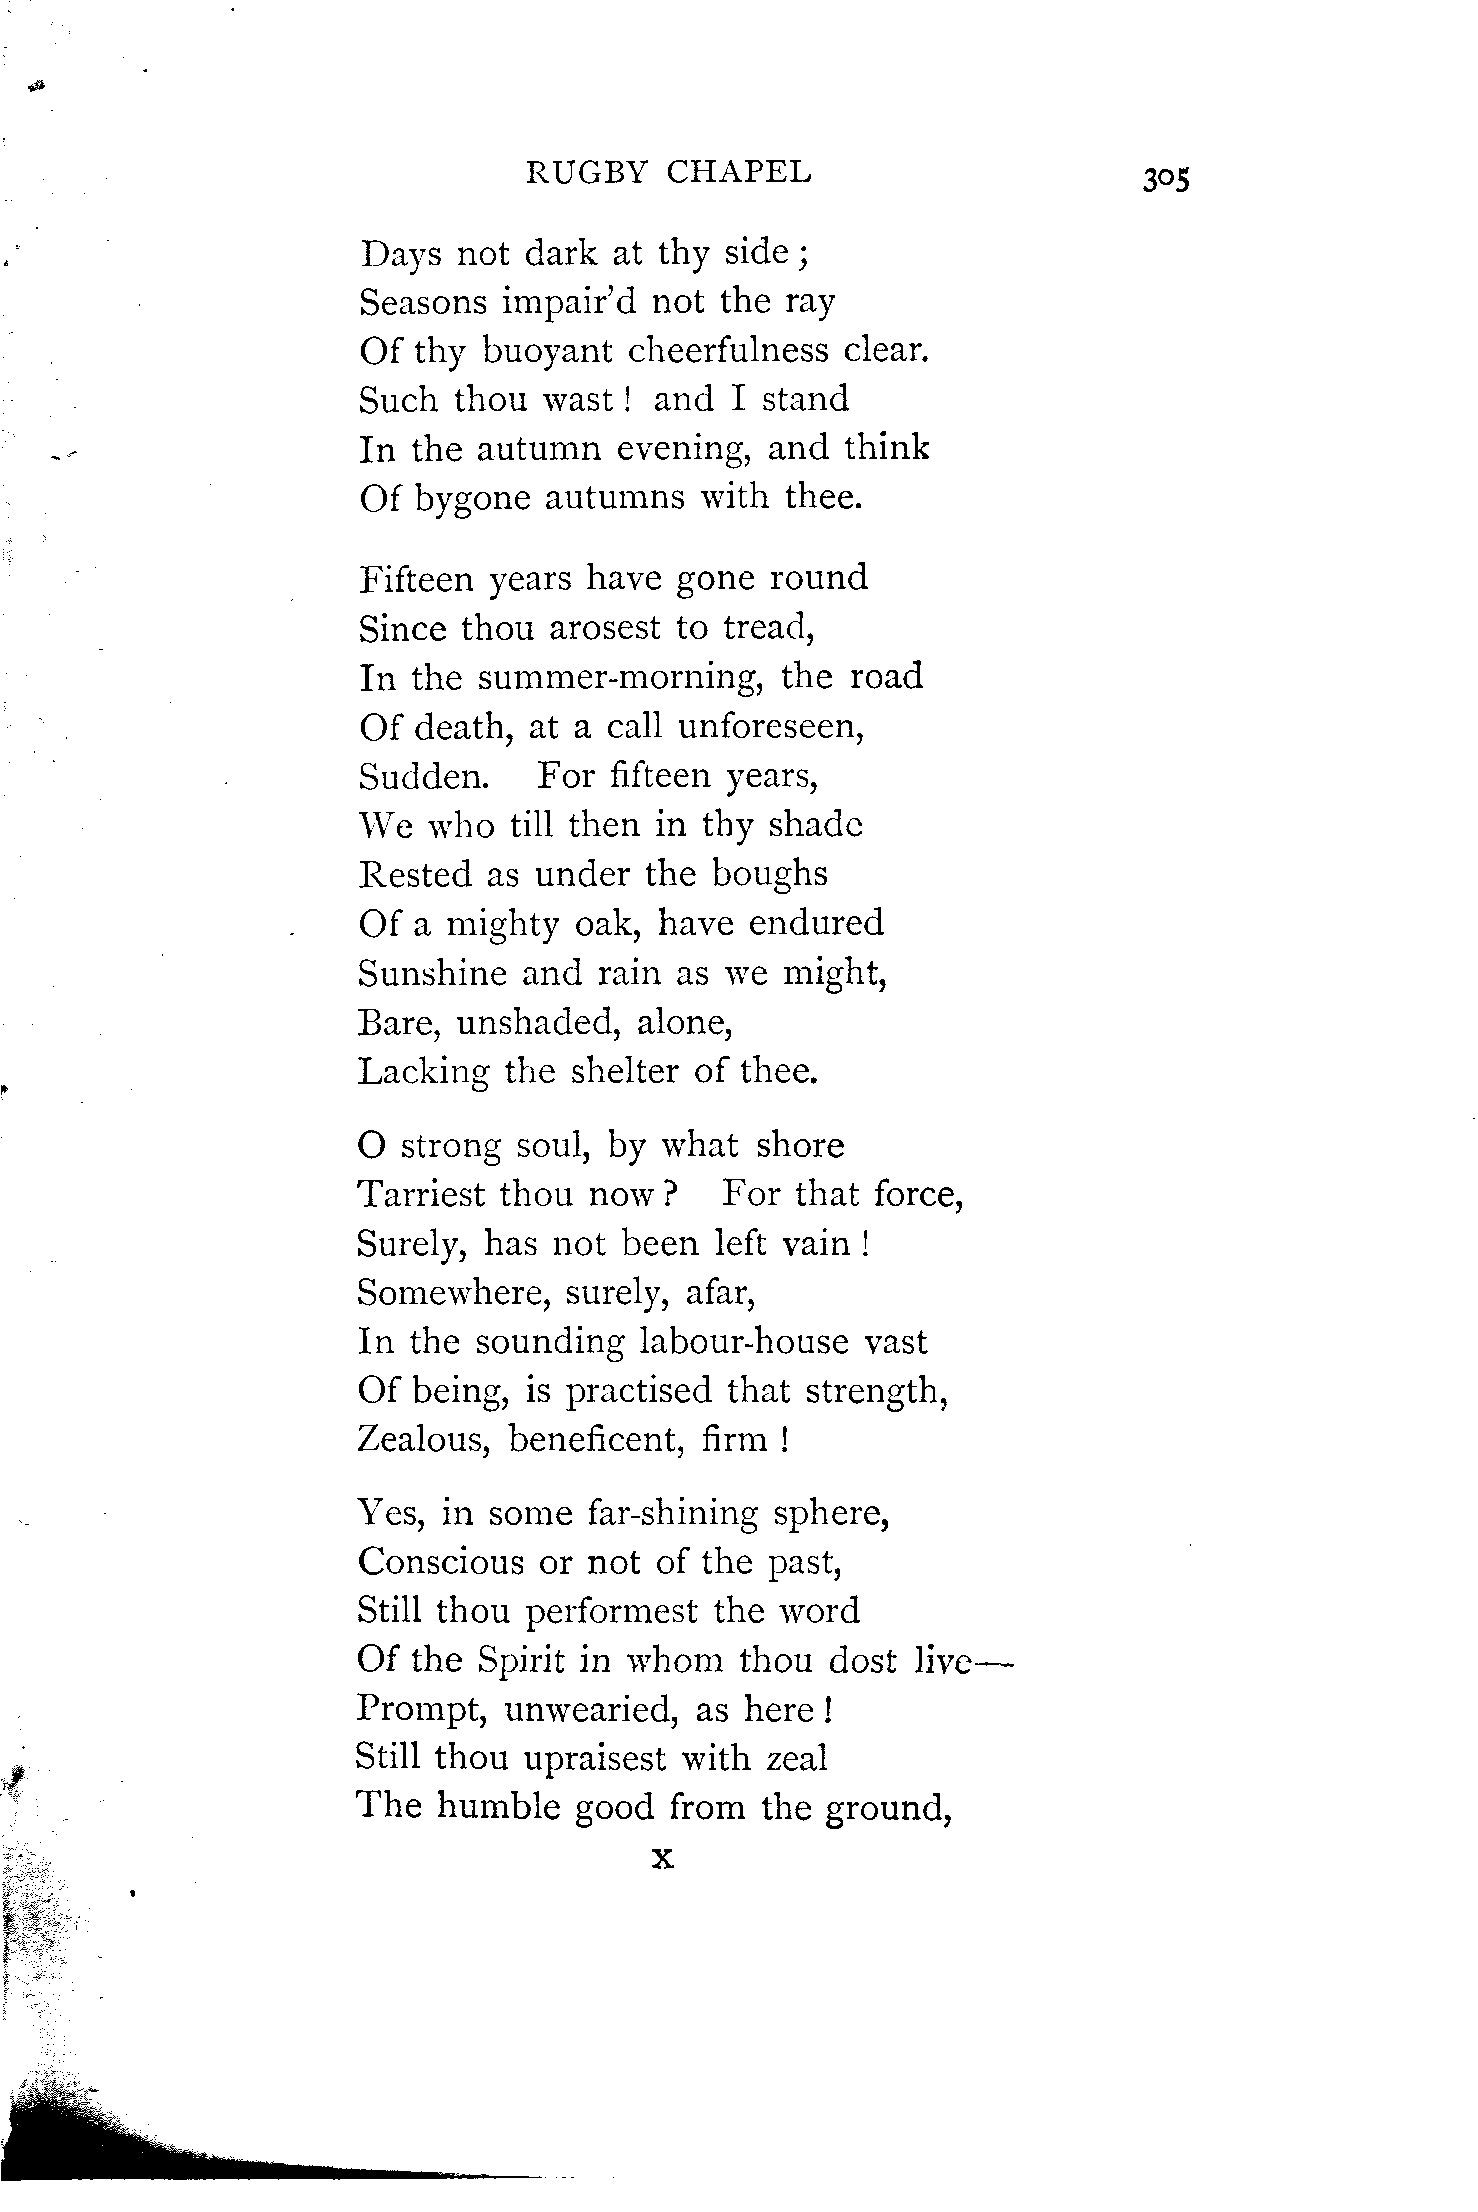 RUGBY CHAPEL 305
Days not dark at thy side ;
Seasons impair'd not the ray
Of thy buoyant cheerfulness clear.
Such thou wast ! and I stand
In the autumn evening, and think
Of bygone autumns with thee.
Fifteen years have gone round
Since thou arosest to tread,
In the summer-morning, the road
Of death, at a call unforeseen,
Sudden. For fifteen years,
We who till then in thy shade
Rested as under the boughs
Of a mighty oak, have endured
Sunshine and rain as we might,
Bare, unshaded, alone,
Lacking the shelter of thee.
O strong soul, by what shore
Tarriest thou now ? For that force,
Surely, has not been left vain !
Somewhere, surely, afar,
In the sounding labour-house vast
Of being, is practised that strength,
Zealous, beneficent, firm !
Yes, in some far-shining sphere,
Conscious or not of the past,
Still thou performest the word
Of the Spirit in whom thou dost live—
Prompt, unwearied, as here !
Still thou upraisest with zeal
The humble good from the ground,
X